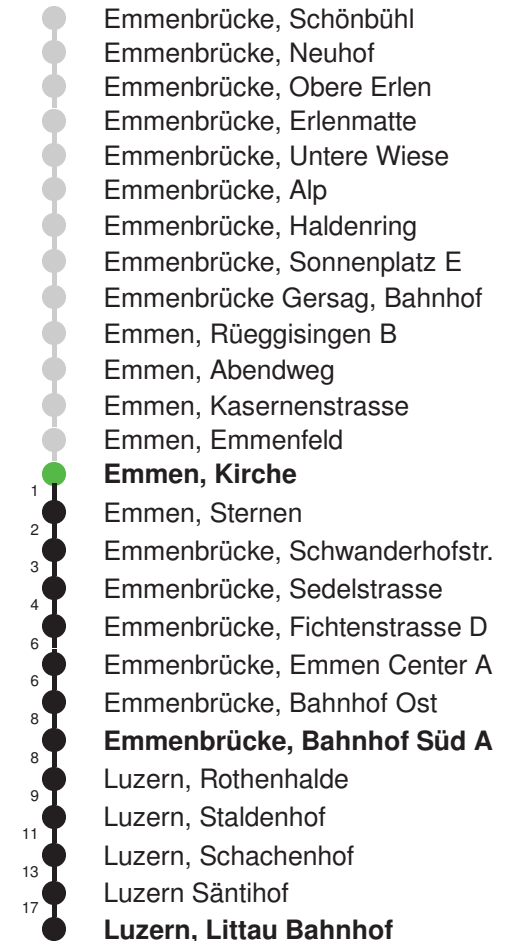 Emmenbrücke, Schönbühl
Emmenbrücke, Neuhof
Emmenbrücke, Obere Erlen
Emmenbrücke, Erlenmatte
Emmenbrücke, Untere Wiese
Emmenbrücke, Alp
Emmenbrücke, Haldenring
Emmenbrücke, Sonnenplatz E
Emmenbrücke Gersag, Bahnhof
Emmen, Rüeggisingen B
Emmen, Abendweg
Emmen, Kasernenstrasse
Emmen, Emmenfeld
Emmen, Kirche
1
Emmen, Sternen
2
Emmenbrücke, Schwanderhofstr.
3
Emmenbrücke, Sedelstrasse
4
Emmenbrücke, Fichtenstrasse D
6
Emmenbrücke, Emmen Center A
6
Emmenbrücke, Bahnhof Ost
8
Emmenbrücke, Bahnhof Süd A
8
Luzern, Rothenhalde
9
Luzern, Staldenhof
11
Luzern, Schachenhof
13
Luzern Säntihof
17
Luzern, Littau Bahnhof